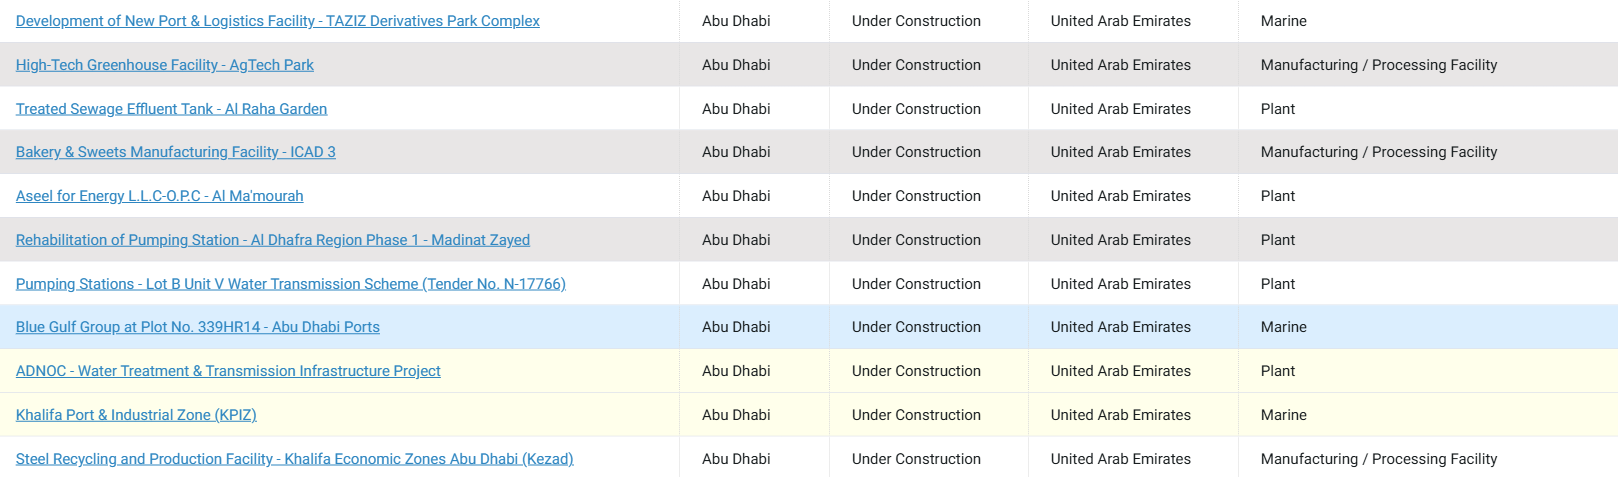 Development of New Port & Logistics Facility - TAZIZ Derivatives Park Complex Abu Dhabi Under Construction United Arab Emirates Marine
High-Tech Greenhouse Facility - AgTech Park Abu Dhabi Under Construction United Arab Emirates Manufacturing / Processing Facility
Treated Sewage Effluent Tank - Al Raha Garden Abu Dhabi Under Construction United Arab Emirates Plant
Bakery & Sweets Manufacturing Facility - ICAD 3 Abu Dhabi Under Construction United Arab Emirates Manufacturing / Processing Facility
Aseel for Energy L.L.C-O.P.C - Al Ma'mourah Abu Dhabi Under Construction United Arab Emirates Plant
Rehabilitation of Pumping Station - Al Dhafra Region Phase 1 - Madinat Zayed Abu Dhabi Under Construction United Arab Emirates Plant
Pumping Stations - Lot B Unit V Water Transmission Scheme (Tender No. N-17766) Abu Dhabi Under Construction United Arab Emirates Plant
Blue Gulf Group at Plot No. 339HR14 - Abu Dhabi Ports Abu Dhabi Under Construction United Arab Emirates Marine
ADNOC - Water Treatment & Transmission Infrastructure Project Abu Dhabi Under Construction United Arab Emirates Plant
Khalifa Port & Industrial Zone (KPIZ) Abu Dhabi Under Construction United Arab Emirates Marine
Steel Recycling and Production Facility - Khalifa Economic Zones Abu Dhabi (Kezad) Abu Dhabi Under Construction United Arab Emirates Manufacturing / Processing Facility